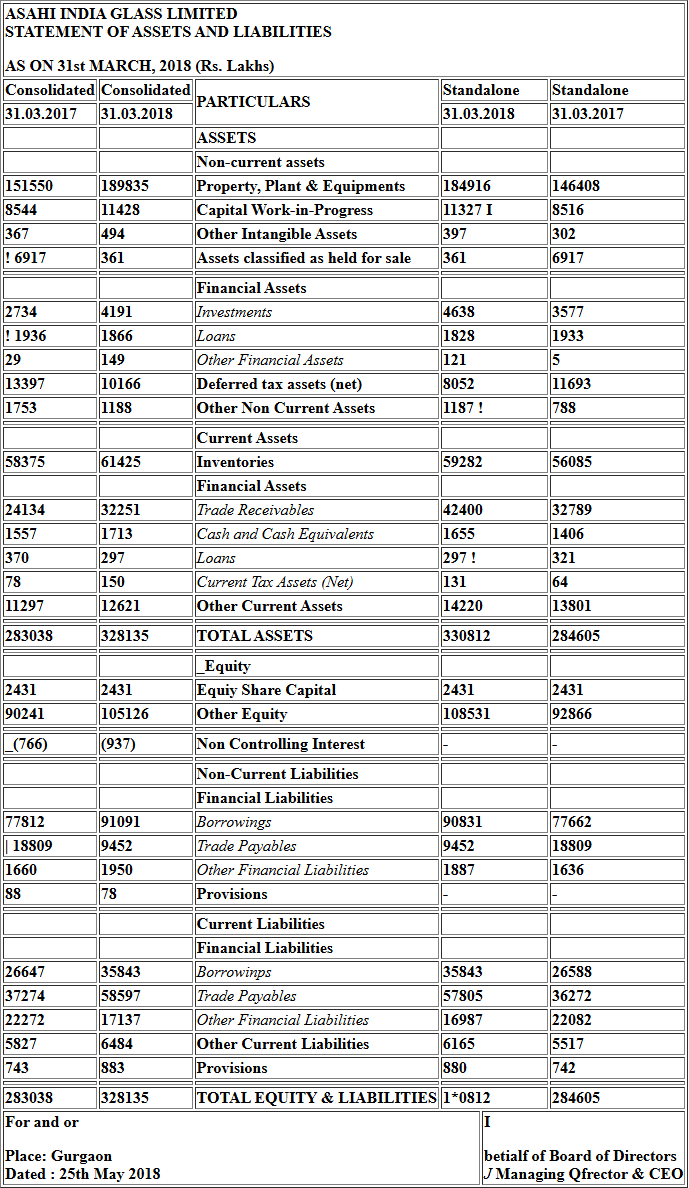 ASAHI INDIA GLASS LIMITED
STATEMENT OF ASSETS AND LIABILITIES
AS ON 31st MARCH, 2018 (Rs. Lakhs)
Consolidated Consolidated PARTICULARS Standalone Standalone
31.03.2017 31.03.2018 31.03.2018 31.03.2017
ASSETS
Non-current assets
151550 189835 Property, Plant & Equipments 184916 146408
8544 11428 Capital Work-in-Progress 11327 I 8516
367 494 Other Intangible Assets 397 302
! 6917 361 Assets classified as held for sale 361 6917
Financial Assets
2734 4191 Investments 4638 3577
! 1936 1866 Loans 1828 1933
29 149 Other Financial Assets 121 5
13397 10166 Deferred tax assets (net) 8052 11693
1753 1188 Other Non Current Assets 1187 ! 788
Current Assets
58375 61425 Inventories 59282 56085
Financial Assets
24134 32251 Trade Receivables 42400 32789
1557 1713 Cash and Cash Equivalents 1655 1406
370 297 Loans 297 ! 321
78 150 Current Tax Assets (Net) 131 64
11297 12621 Other Current Assets 14220 13801
283038 328135 TOTAL ASSETS 330812 284605
_Equity
2431 2431 Equiy Share Capital 2431 2431
90241 105126 Other Equity 108531 92866
_(766) (937) Non Controlling Interest - -
Non-Current Liabilities
Financial Liabilities
77812 91091 Borrowings 90831 77662
| 18809 9452 Trade Payables 9452 18809
1660 1950 Other Financial Liabilities 1887 1636
88 78 Provisions - -
Current Liabilities
Financial Liabilities
26647 35843 Borrowinps 35843 26588
37274 58597 Trade Payables 57805 36272
22272 17137 Other Financial Liabilities 16987 22082
5827 6484 Other Current Liabilities 6165 5517
743 883 Provisions 880 742
283038 328135 TOTAL EQUITY & LIABILITIES 1*0812 284605
For and or I
Place: Gurgaon betialf of Board of Directors
Dated : 25th May 2018 J Managing Qfrector & CEO